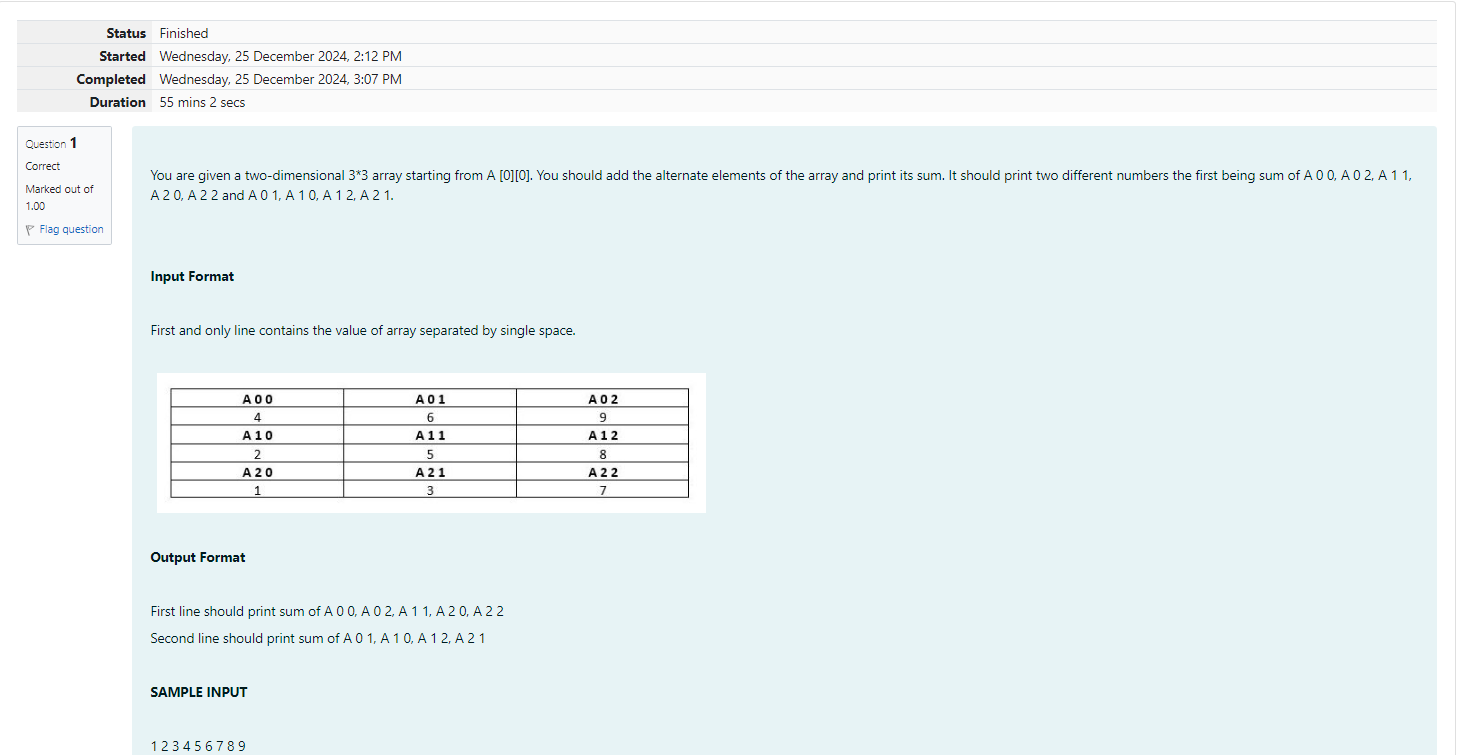 Status Finished
Started Wednesday, 25 December 2024, 2:12 PM
Completed Wednesday, 25 December 2024, 3:07 PM
Duration 55 mins 2 secs
Question 1
Correct
Marked out of
1.00
Flag question
You are given a two-dimensional 3*3 array starting from A [0][0]. You should add the alternate elements of the array and print its sum. It should print two different numbers the first being sum of A 0 0, A 0 2, A 1 1,
A 2 0, A 2 2 and A 0 1, A 1 0, A 1 2, A 2 1.
Input Format
First and only line contains the value of array separated by single space.
A 0 0 A 0 1 A 0 2
4 6 9
A 1 0 A 1 1 A 1 2
2 5 8
A 2 0 A 2 1 A 2 2
1 3 7
Output Format
First line should print sum of A 0 0, A 0 2, A 1 1, A 2 0, A 2 2
Second line should print sum of A 0 1, A 1 0, A 1 2, A 2 1
SAMPLE INPUT
1 2 3 4 5 6 7 8 9